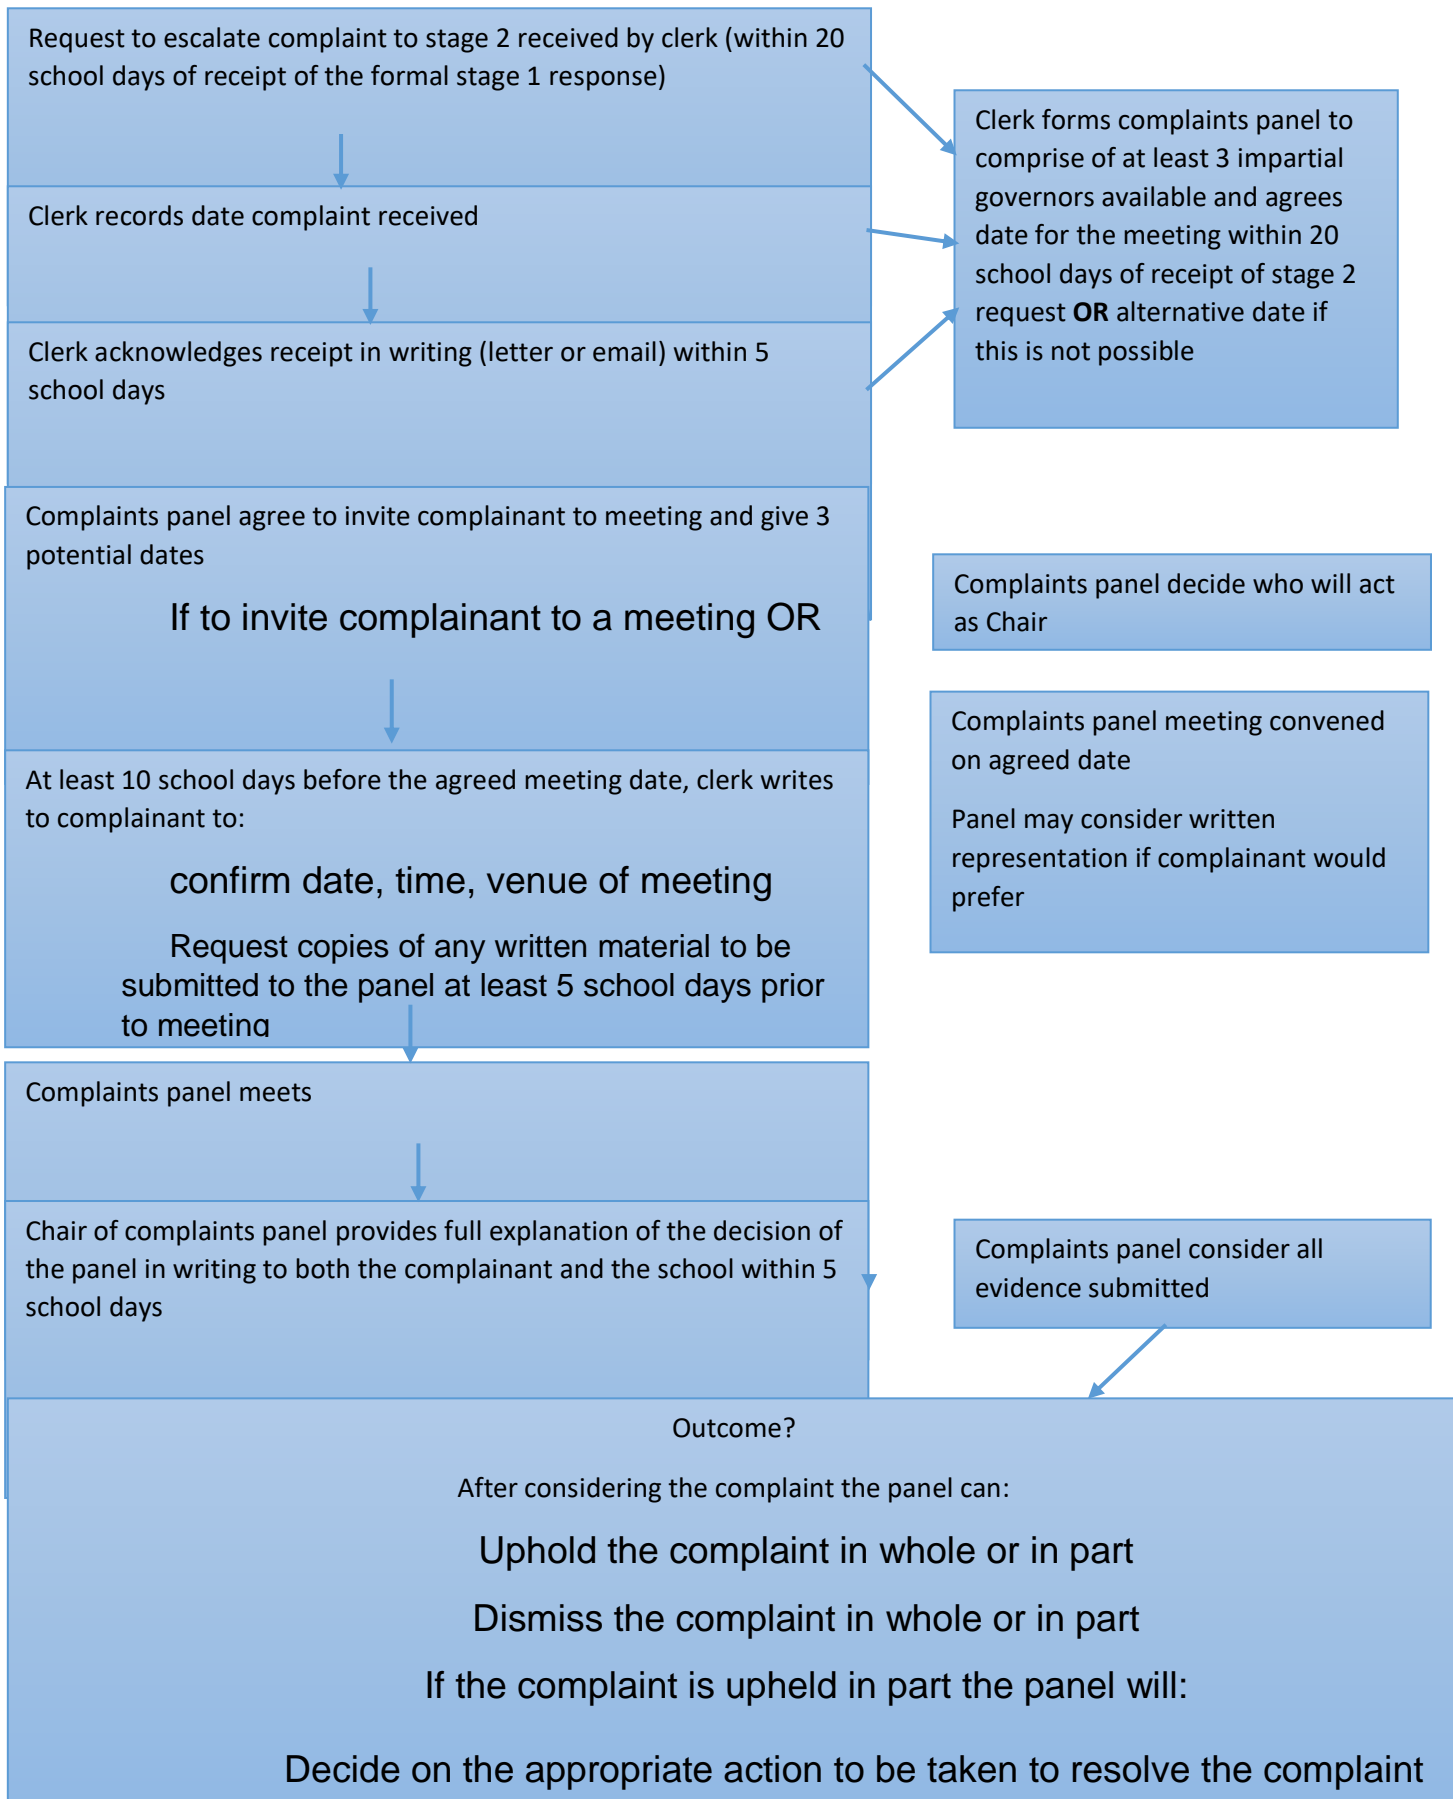 Request to escalate complaint to stage 2 received by clerk (within 20
school days of receipt of the formal stage 1 response)
Clerk forms complaints panel to
comprise of at least 3 impartial
governors available and agrees
date for the meeting within 20
school days of receipt of stage 2
request OR alternative date if
this is not possible
Clerk records date complaint received
Clerk acknowledges receipt in writing (letter or email) within 5
school days
Complaints panel agree to invite complainant to meeting and give 3
potential dates
If to invite complainant to a meeting OR
Complaints panel decide who will act
as Chair
Complaints panel meeting convened
on agreed date
Panel may consider written
representation if complainant would
prefer
At least 10 school days before the agreed meeting date, clerk writes
to complainant to:
confirm date, time, venue of meeting
Request copies of any written material to be
submitted to the panel at least 5 school days prior
to meeting
Complaints panel meets
Chair of complaints panel provides full explanation of the decision of
the panel in writing to both the complainant and the school within 5
school days
Complaints panel consider all
evidence submitted
Outcome?
After considering the complaint the panel can:
Uphold the complaint in whole or in part
Dismiss the complaint in whole or in part
If the complaint is upheld in part the panel will:
Decide on the appropriate action to be taken to resolve the complaint